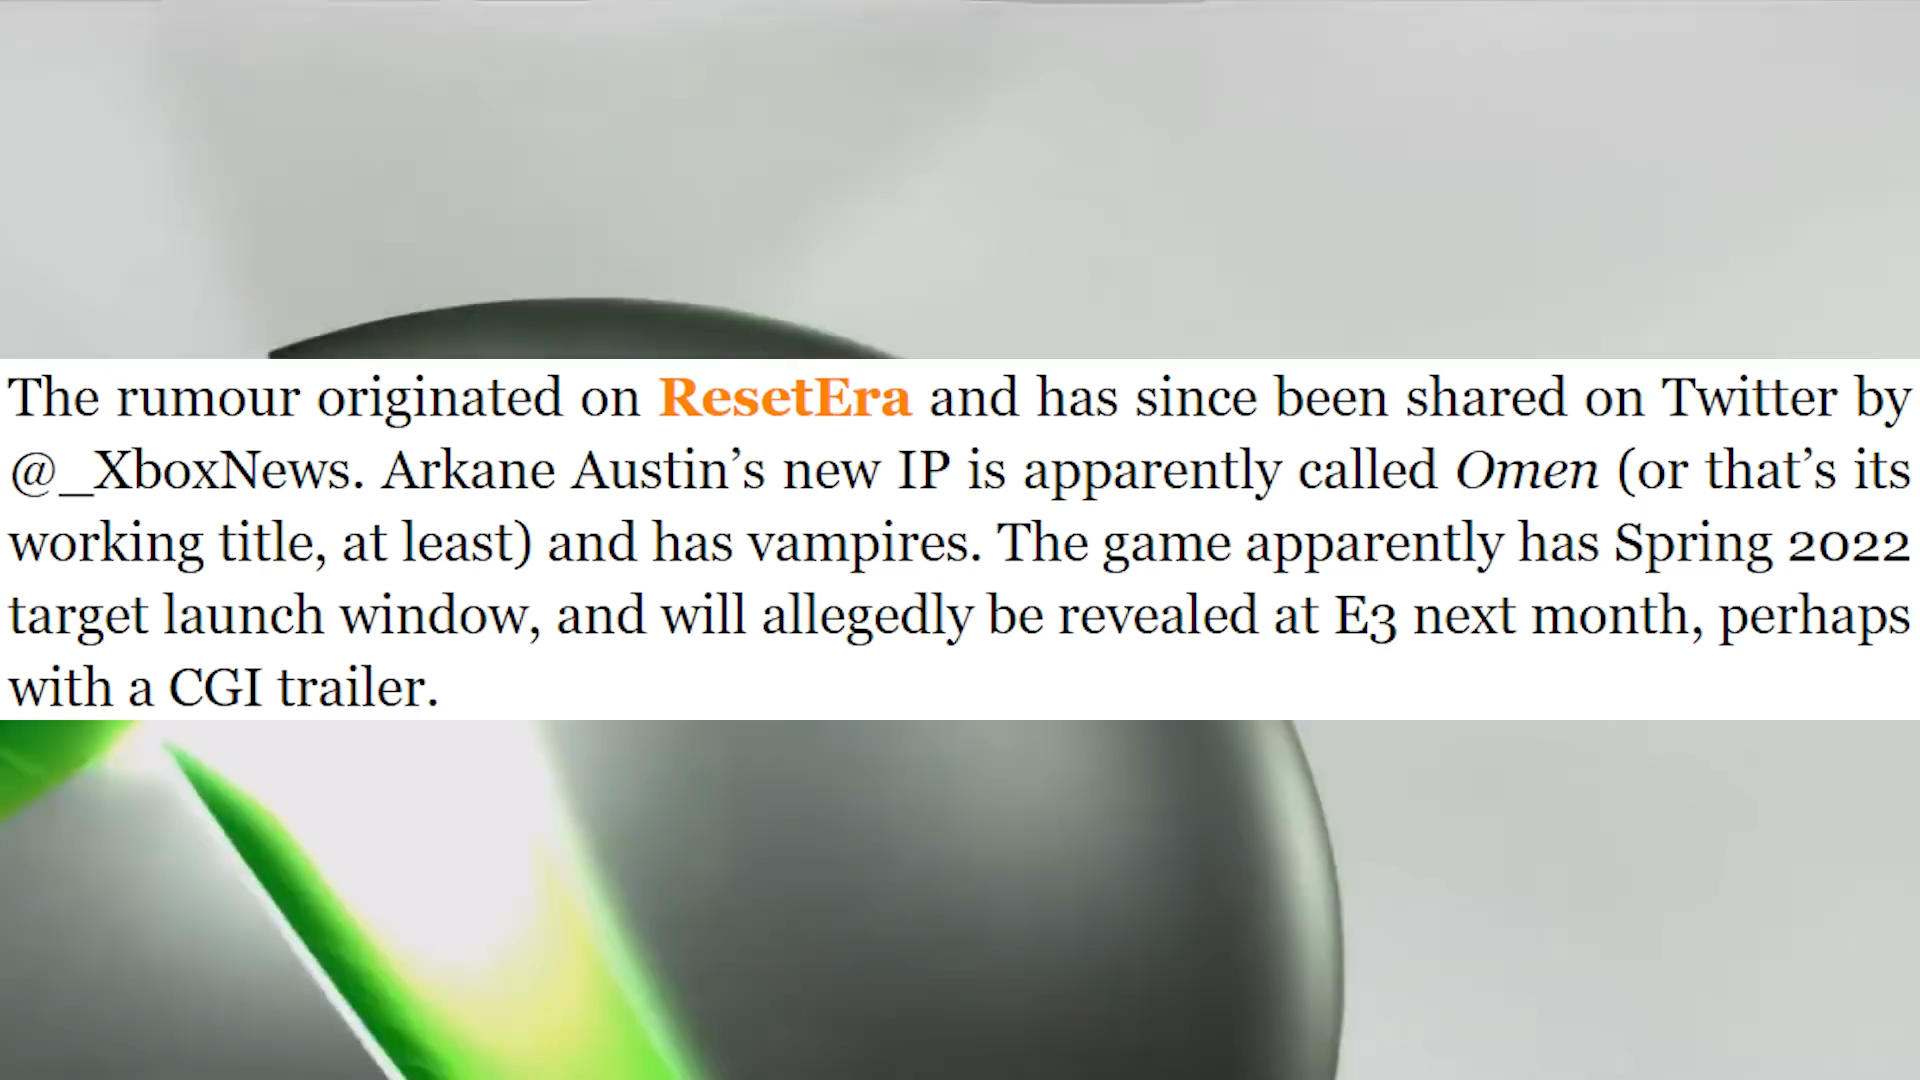 The rumour originated on ResetEra and has since been shared on Twitter by
@_XboxNews. Arkane Austin’s new IP is apparently called Omen (or that’s its
working title, at least) and has vampires. The game apparently has Spring 2022
target launch window, and will allegedly be revealed at E3 next month, perhaps
with a CGI trailer.